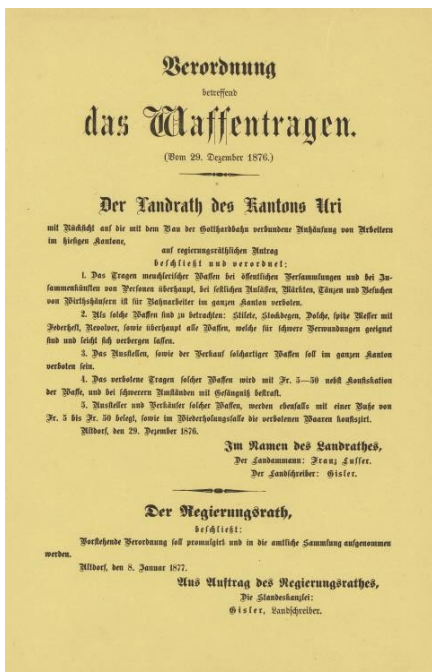 Verordnung
betreffend
das Waffentragen.
(Vom 29. Dezember 1876.)
Der Landrath des Kantons Uri
mit Rücksicht auf die mit dem Bau der Gotthardbahn verbundene Anhäufung von Arbeitern
im hiesigen Kantone,
auf regierungsräthlichen Antrag
beschließt und verordnet:
1. Das Tragen meuchlerischer Waffen bei öffentlichen Versammlungen und bei Zu-
sammenkünften von Personen überhaupt, bei festlichen Anlässen, Märkten, Tänzen und Besuchen
von Wirthshäusern ist für Bahnarbeiter im ganzen Kanton verboten.
2. Als solche Waffen sind zu betrachten: Stilete, Stockdegen, Dolche, spitze Messer mit
Federheft, Revolver, sowie überhaupt alle Waffen, welche für schwere Verwundungen geeignet
sind und leicht sich verbergen lassen.
3. Das Ausstellen, sowie der Verkauf solchartiger Waffen soll im ganzen Kanton
verboten sein.
4. Das verbotene Tragen solcher Waffen wird mit Fr. 5—50 nebst Konfiskation
der Waffe, und bei schwerern Umständen mit Gefängniß bestraft.
5. Aussteller und Verkäufer solcher Waffen, werden ebenfalls mit einer Buße von
Fr. 5 bis Fr. 50 belegt, sowie im Wiederholungsfalle die verbotenen Waaren konfiszirt.
Altdorf, den 29. Dezember 1876.
Im Namen des Landrathes,
Der Landammann: Franz Lusser.
Der Landschreiber: Gisler.
Der Regierungsrath,
beschließt:
Vorstehende Verordnung soll promulgirt und in die amtliche Sammlung aufgenommen
werden.
Altdorf, den 8. Januar 1877.
Aus Auftrag des Regierungsrathes,
Die Standeskanzlei:
Gisler, Landschreiber.